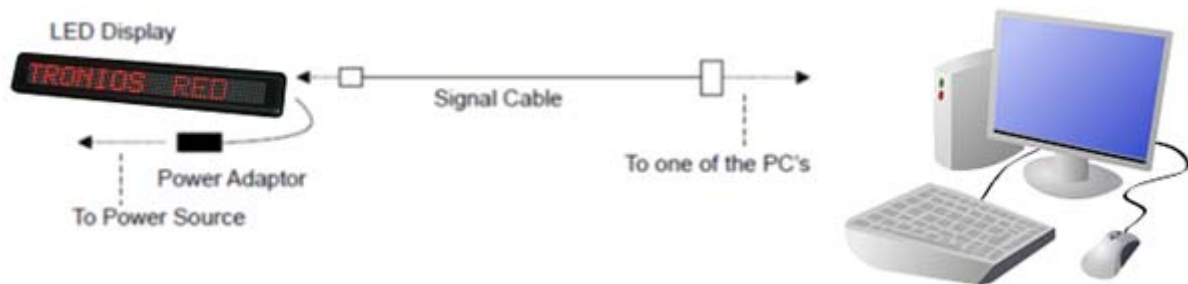 LED Display
TRONIOS RED
Signal Cable
To one of the PC's
Power Adaptor
To Power Source